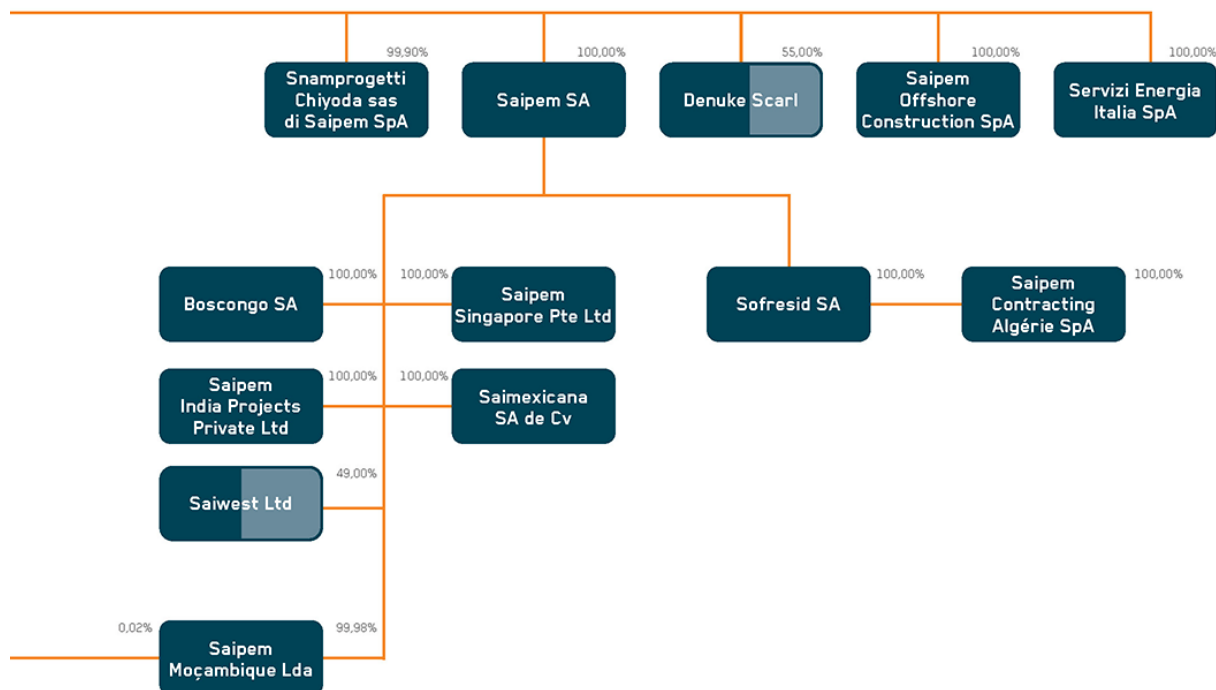 99,90%
100,00%
55,00%
100,00%
100,00%
Snamprogetti
Chiyoda sas
di Saipem SpA
Saipem SA
Denuke Scarl
Saipem
Offshore
Construction SpA
Servizi Energia
Italia SpA
100,00%
100,00%
100,00%
100,00%
Boscongo SA
Saipem
Singapore Pte Ltd
Sofresid SA
Saipem
Contracting
Algérie SpA
100,00%
100,00%
Saipem
India Projects
Private Ltd
Saimexicana
SA de Cv
49,00%
Saiwest Ltd
0,02%
99,98%
Saipem
Moçambique Lda